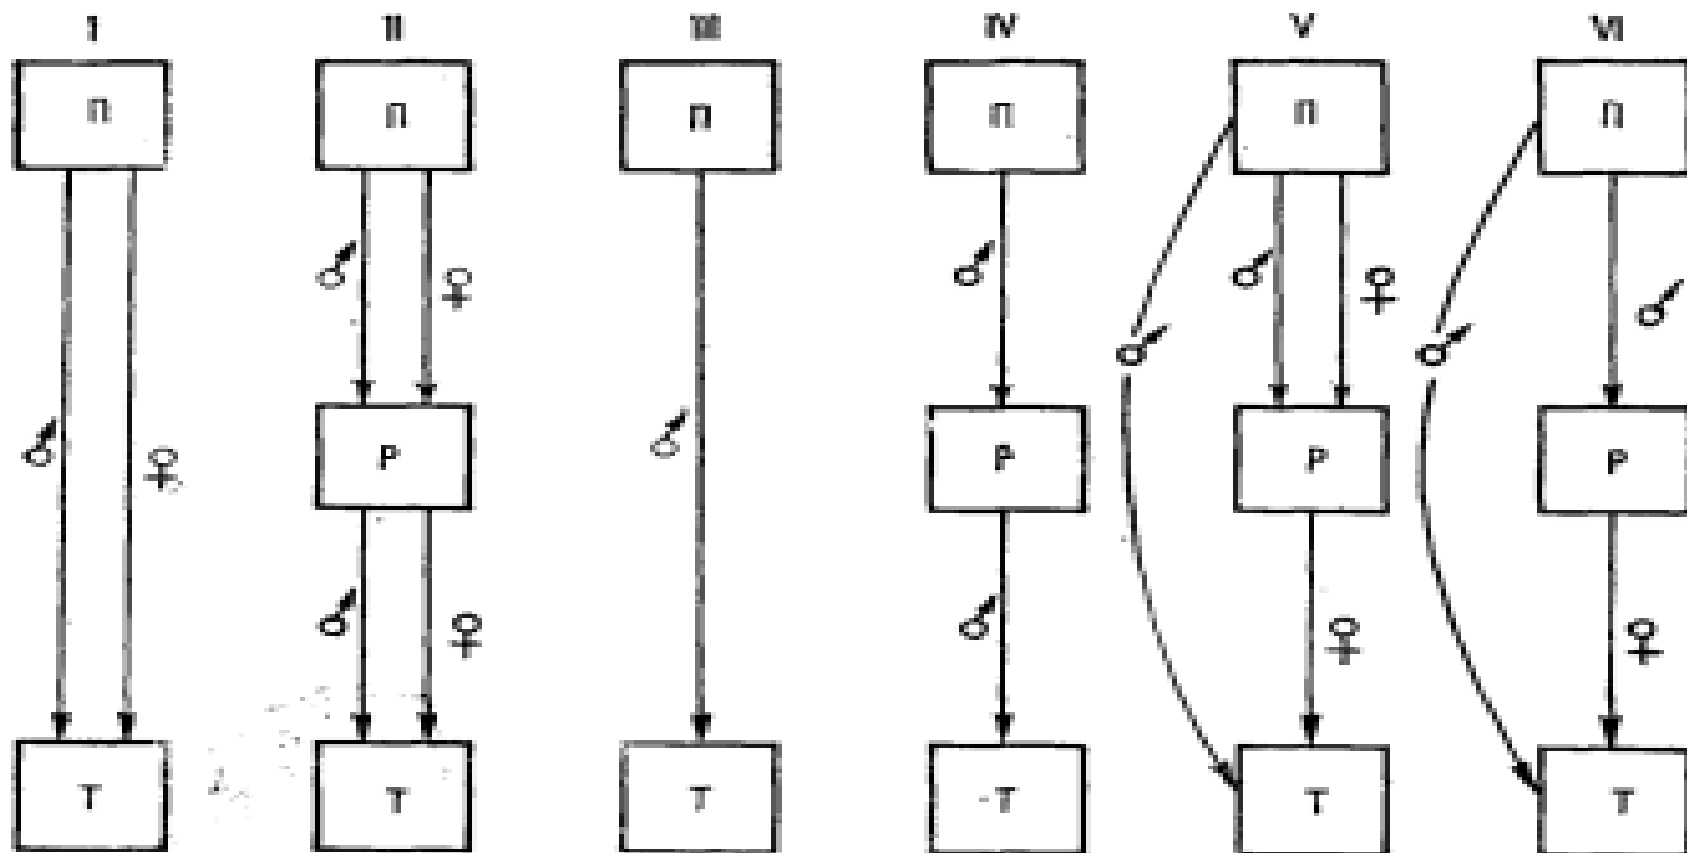 I II III IV V VI
П П П П П П
♂ ♀ ♂ ♂ ♀ ♂
♂ ♂
♂ ♀ ♂
Р Р Р Р
♂ ♀ ♂ ♀ ♀
Т Т Т Т Т Т